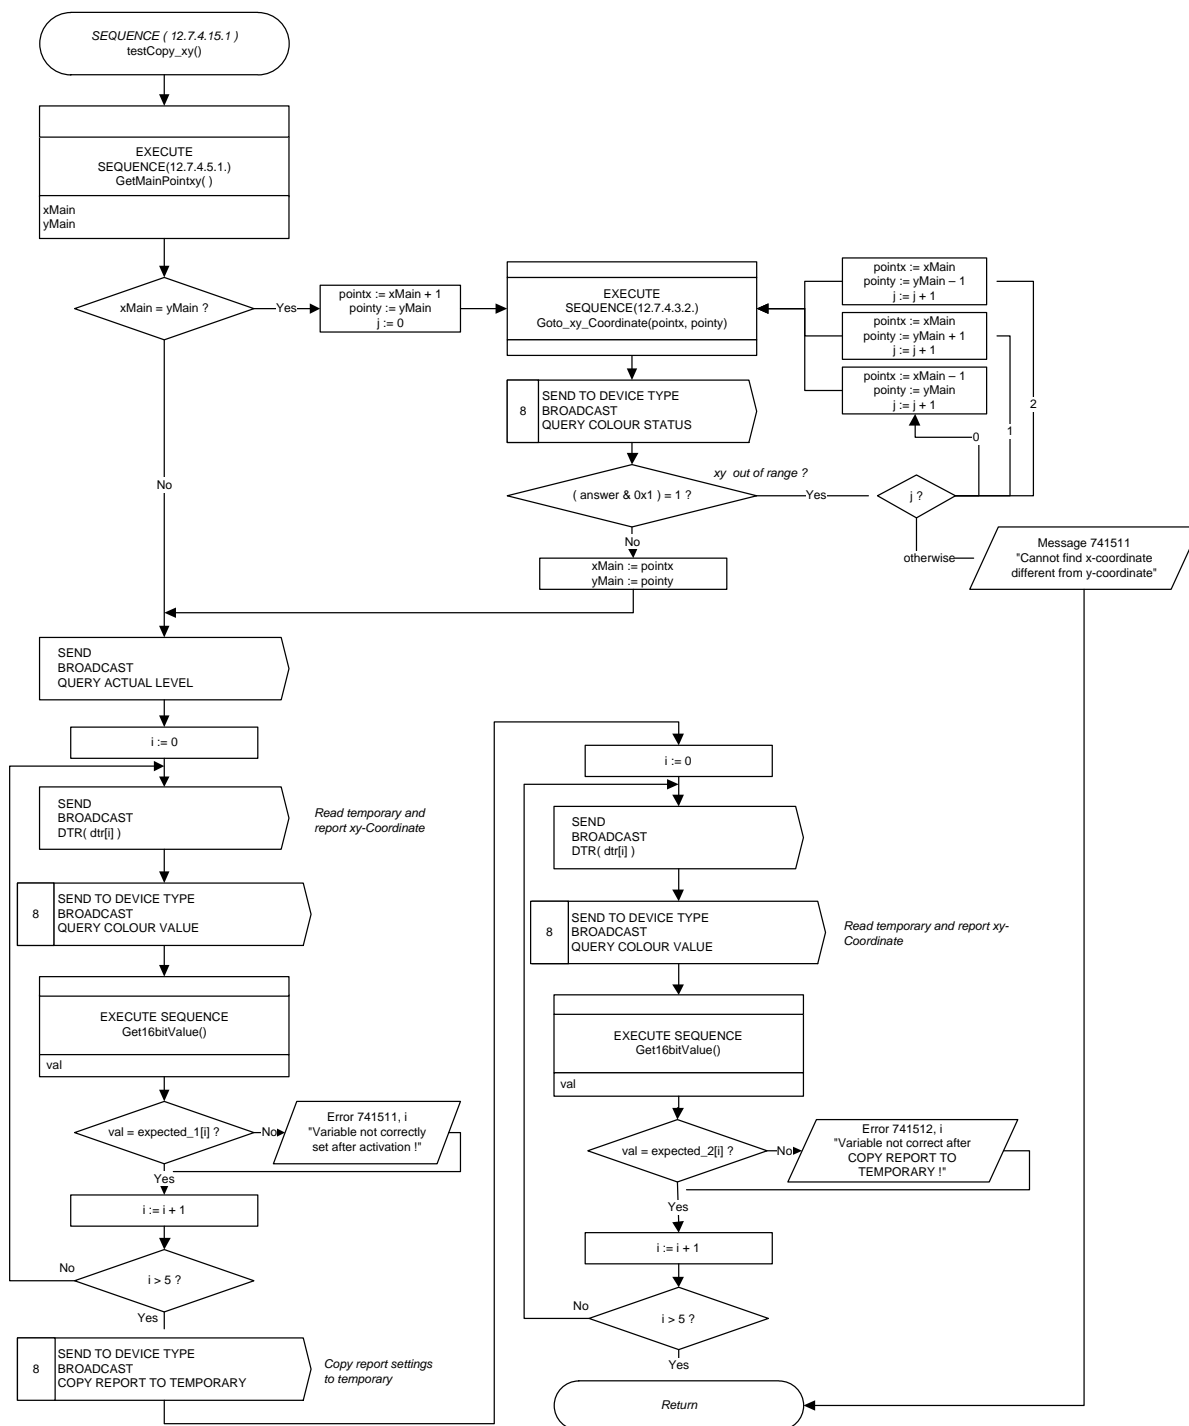 SEQUENCE ( 12.7.4.15.1 )
testCopy_xy()
EXECUTE
SEQUENCE(12.7.4.5.1.)
GetMainPointxy( )
xMain
yMain
xMain = yMain ?
Yes
pointx := xMain + 1
pointy := yMain
j := 0
EXECUTE
SEQUENCE(12.7.4.3.2.)
Goto_xy_Coordinate(pointx, pointy)
pointx := xMain
pointy := yMain – 1
j := j + 1
pointx := xMain
pointy := yMain + 1
j := j + 1
pointx := xMain – 1
pointy := yMain
j := j + 1
0
1
2
8
SEND TO DEVICE TYPE
BROADCAST
QUERY COLOUR STATUS
xy out of range ?
( answer & 0x1 ) = 1 ?
Yes
j ?
No
No
otherwise
Message 741511
"Cannot find x-coordinate
different from y-coordinate"
xMain := pointx
yMain := pointy
SEND
BROADCAST
QUERY ACTUAL LEVEL
i := 0
SEND
BROADCAST
DTR( dtr[i] )
Read temporary and
report xy-Coordinate
8
SEND TO DEVICE TYPE
BROADCAST
QUERY COLOUR VALUE
EXECUTE SEQUENCE
Get16bitValue()
val
val = expected_1[i] ?
No
Error 741511, i
"Variable not correctly
set after activation !"
Yes
i := i + 1
No
i > 5 ?
Yes
8
SEND TO DEVICE TYPE
BROADCAST
COPY REPORT TO TEMPORARY
Copy report settings
to temporary
i := 0
SEND
BROADCAST
DTR( dtr[i] )
8
SEND TO DEVICE TYPE
BROADCAST
QUERY COLOUR VALUE
Read temporary and report xy-
Coordinate
EXECUTE SEQUENCE
Get16bitValue()
val
val = expected_2[i] ?
No
Error 741512, i
"Variable not correct after
COPY REPORT TO
TEMPORARY !"
Yes
i := i + 1
No
i > 5 ?
Yes
Return